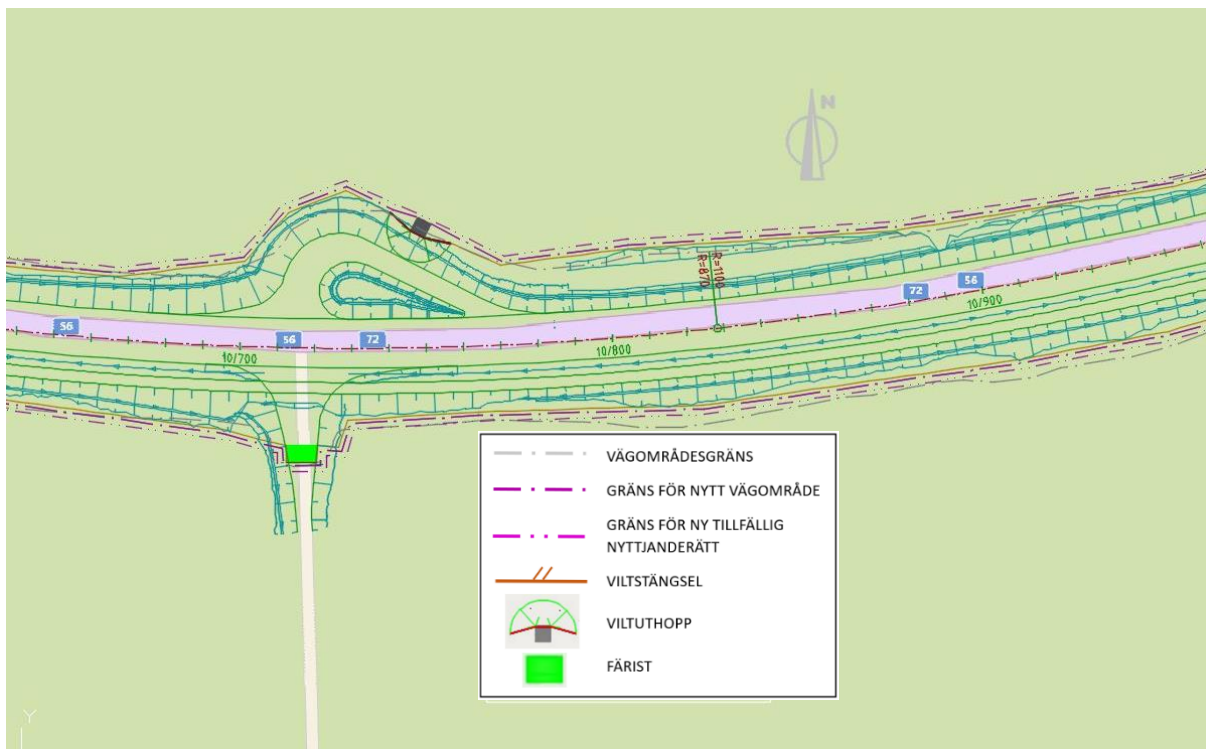 N
R=1100
R=870
72
56
10/900
56
56
72
10/700
10/800
VÄGOMRÅDESGRÄNS
GRÄNS FÖR NYTT VÄGOMRÅDE
GRÄNS FÖR NY TILLFÄLLIG
NYTTJANDERÄTT
VILTSTÄNGSEL
VILTUTHOPP
FÄRIST
Y